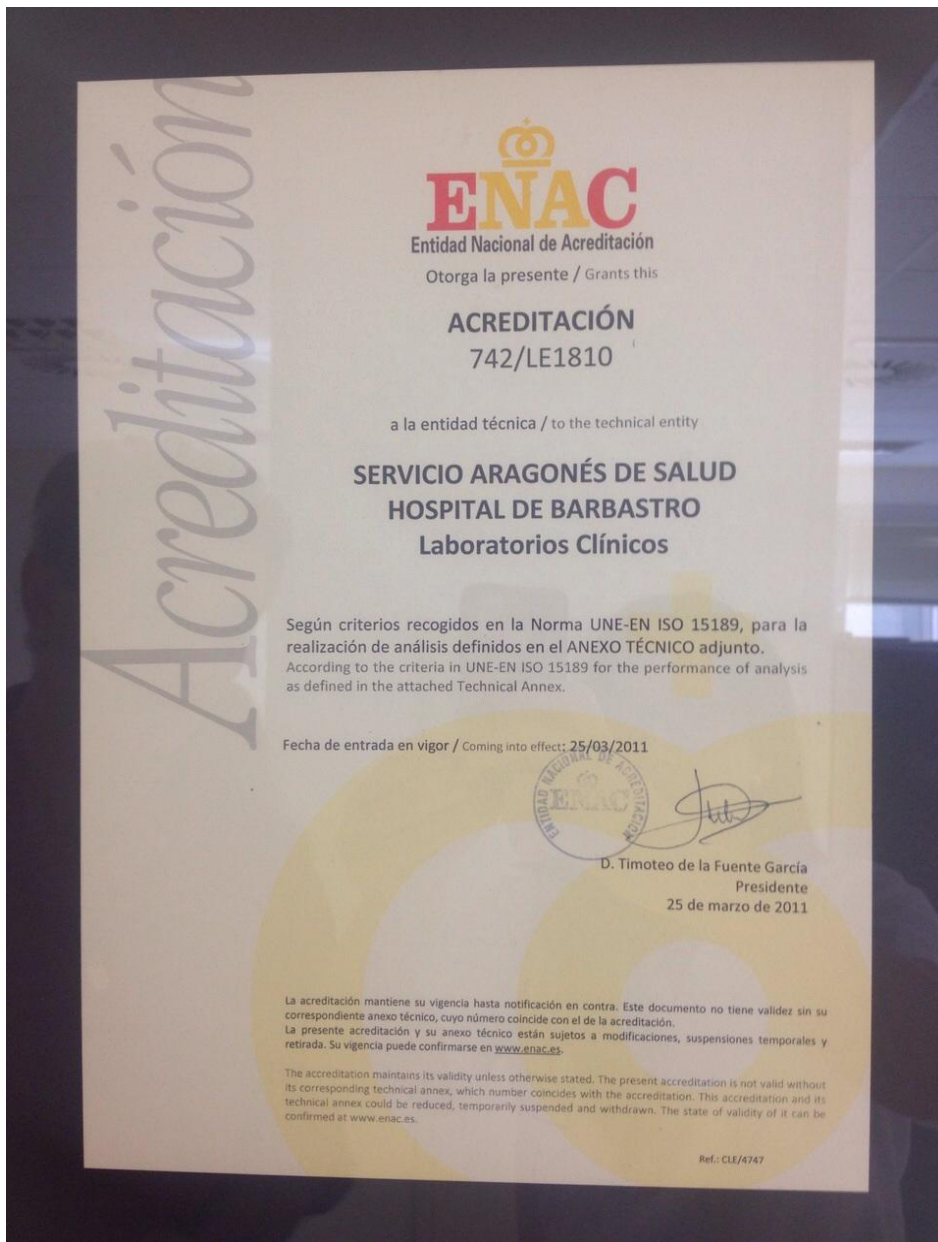 Acreditación
ENAC
Entidad Nacional de Acreditación
Otorga la presente / Grants this
ACREDITACIÓN
742/LE1810
a la entidad técnica / to the technical entity
SERVICIO ARAGONÉS DE SALUD
HOSPITAL DE BARBASTRO
Laboratorios Clínicos
Según criterios recogidos en la Norma UNE-EN ISO 15189, para la
realización de análisis definidos en el ANEXO TÉCNICO adjunto.
According to the criteria in UNE-EN ISO 15189 for the performance of analysis
as defined in the attached Technical Annex.
Fecha de entrada en vigor / Coming into effect: 25/03/2011
ENTIDAD NACIONAL DE ACREDITACION
ENAC
D. Timoteo de la Fuente García
Presidente
25 de marzo de 2011
La acreditación mantiene su vigencia hasta notificación en contra. Este documento no tiene validez sin su
correspondiente anexo técnico, cuyo número coincide con el de la acreditación.
La presente acreditación y su anexo técnico están sujetos a modificaciones, suspensiones temporales y
retirada. Su vigencia puede confirmarse en www.enac.es.
The accreditation maintains its validity unless otherwise stated. The present accreditation is not valid without
its corresponding technical annex, which number coincides with the accreditation. This accreditation and its
technical annex could be reduced, temporarily suspended and withdrawn. The state of validity of it can be
confirmed at www.enac.es.
Ref.: CLE/4747